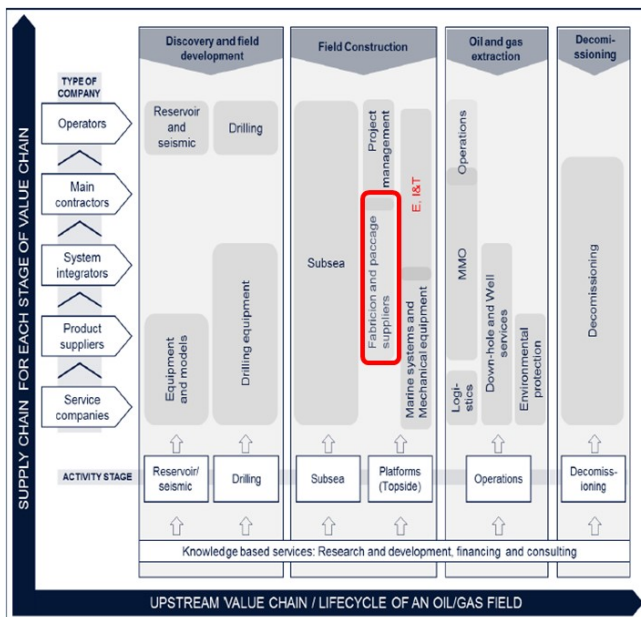 Discovery and field
development
Field Construction
Oil and gas
extraction
Decomi-
ssioning
TYPE OF
COMPANY
Operators
Main
contractors
System
integrators
Product
suppliers
Service
companies
Reservoir
and
seismic
Drilling
Equipment
and models
Drilling equipment
Subsea
Project
management
Fabricion and paccage
suppliers
E, I&T
Marine systems and
Mechanical equipment
Operations
MMO
Logi-
stics
Down-hole and Well
services
Environmental
protection
Decomissioning
ACTIVITY STAGE
Reservoir/
seismic
Drilling
Subsea
Platforms
(Topside)
Operations
Decomiss-
ioning
Knowledge based services: Research and development, financing and consulting
SUPPLY CHAIN FOR EACH STAGE OF VALUE CHAIN
UPSTREAM VALUE CHAIN / LIFECYCLE OF AN OIL/GAS FIELD